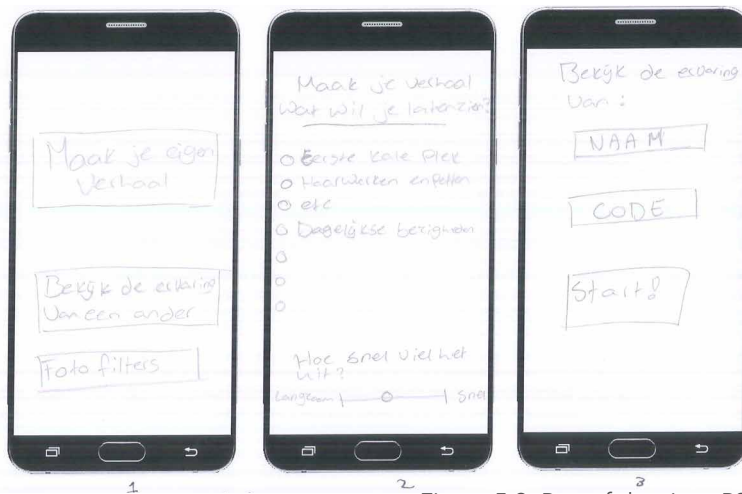 Maak je eigen
Verhaal
Bekijk de ervaring
Van een ander
Foto filters
1
Maak je verhaal
Wat wil je laten zien?
Eerste kale Plek
Haarwerken en petten
etc
Dagelijkse bezigheden
Hoe snel viel het
uit?
Langzaam
Snel
2
Bekijk de ervaring
Van :
NAAM
CODE
Start!
3